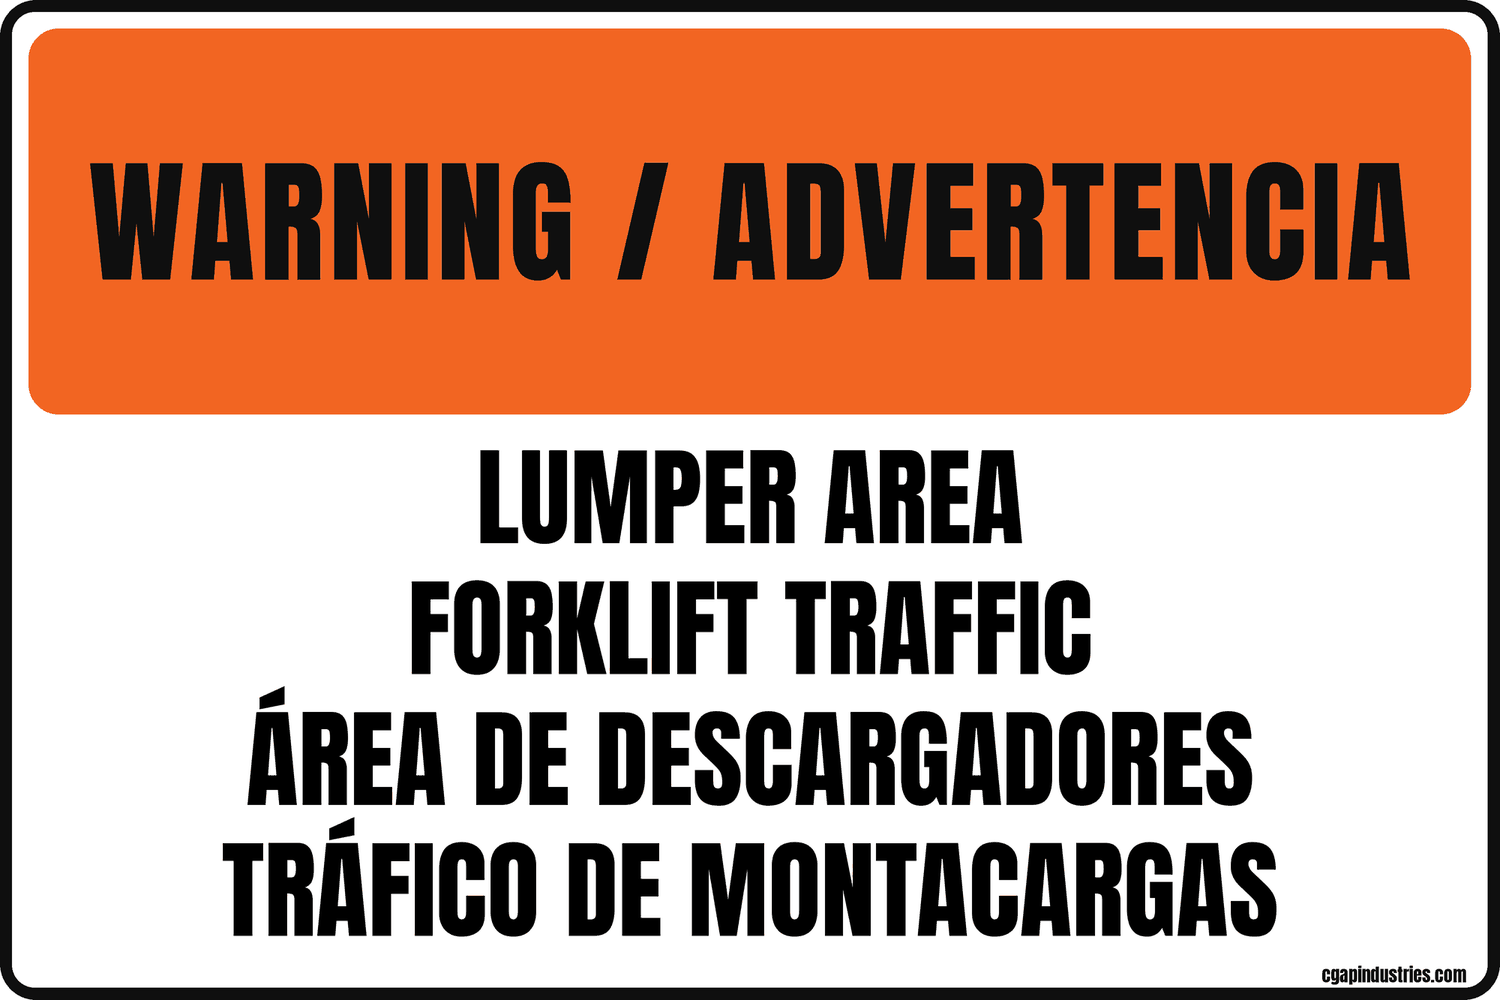 WARNING / ADVERTENCIA
LUMPER AREA
FORKLIFT TRAFFIC
ÁREA DE DESCARGADORES
TRÁFICO DE MONTACARGAS
cgapindustries.com